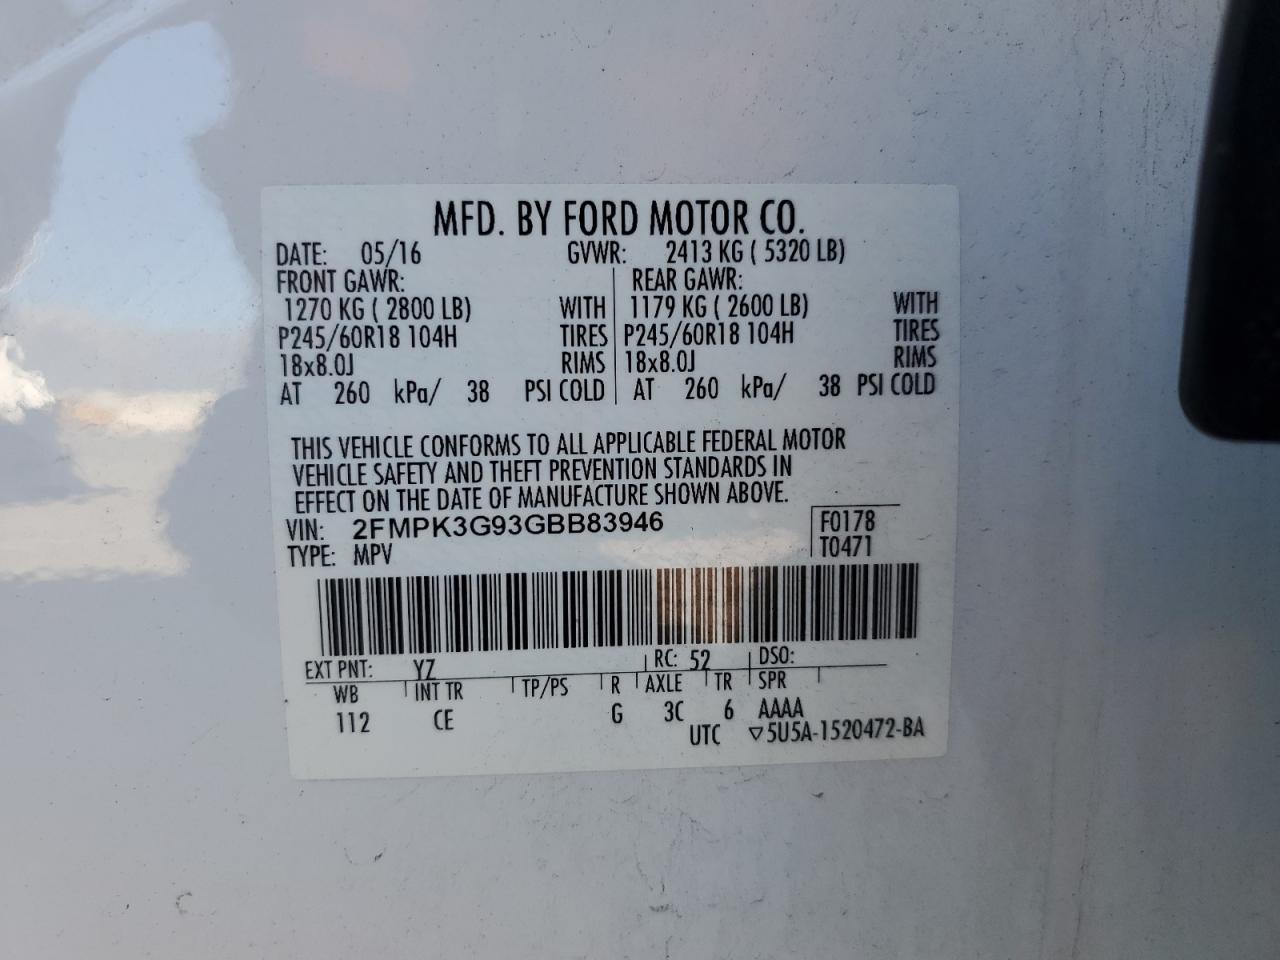 MFD. BY FORD MOTOR CO.
DATE: 05/16 GVWR: 2413 KG ( 5320 LB)
FRONT GAWR: REAR GAWR:
1270 KG ( 2800 LB) WITH 1179 KG ( 2600 LB) WITH
P245/60R18 104H TIRES P245/60R18 104H TIRES
18x8.0J RIMS 18x8.0J RIMS
AT 260 kPa/ 38 PSI COLD AT 260 kPa/ 38 PSI COLD
THIS VEHICLE CONFORMS TO ALL APPLICABLE FEDERAL MOTOR
VEHICLE SAFETY AND THEFT PREVENTION STANDARDS IN
EFFECT ON THE DATE OF MANUFACTURE SHOWN ABOVE.
VIN: 2FMPK3G93GBB83946 F0178
TYPE: MPV T0471
EXT PNT: YZ RC: 52 DSO:
WB INT TR TP/PS R AXLE TR SPR
112 CE G 3C 6 AAAA
UTC ▽5U5A-1520472-BA